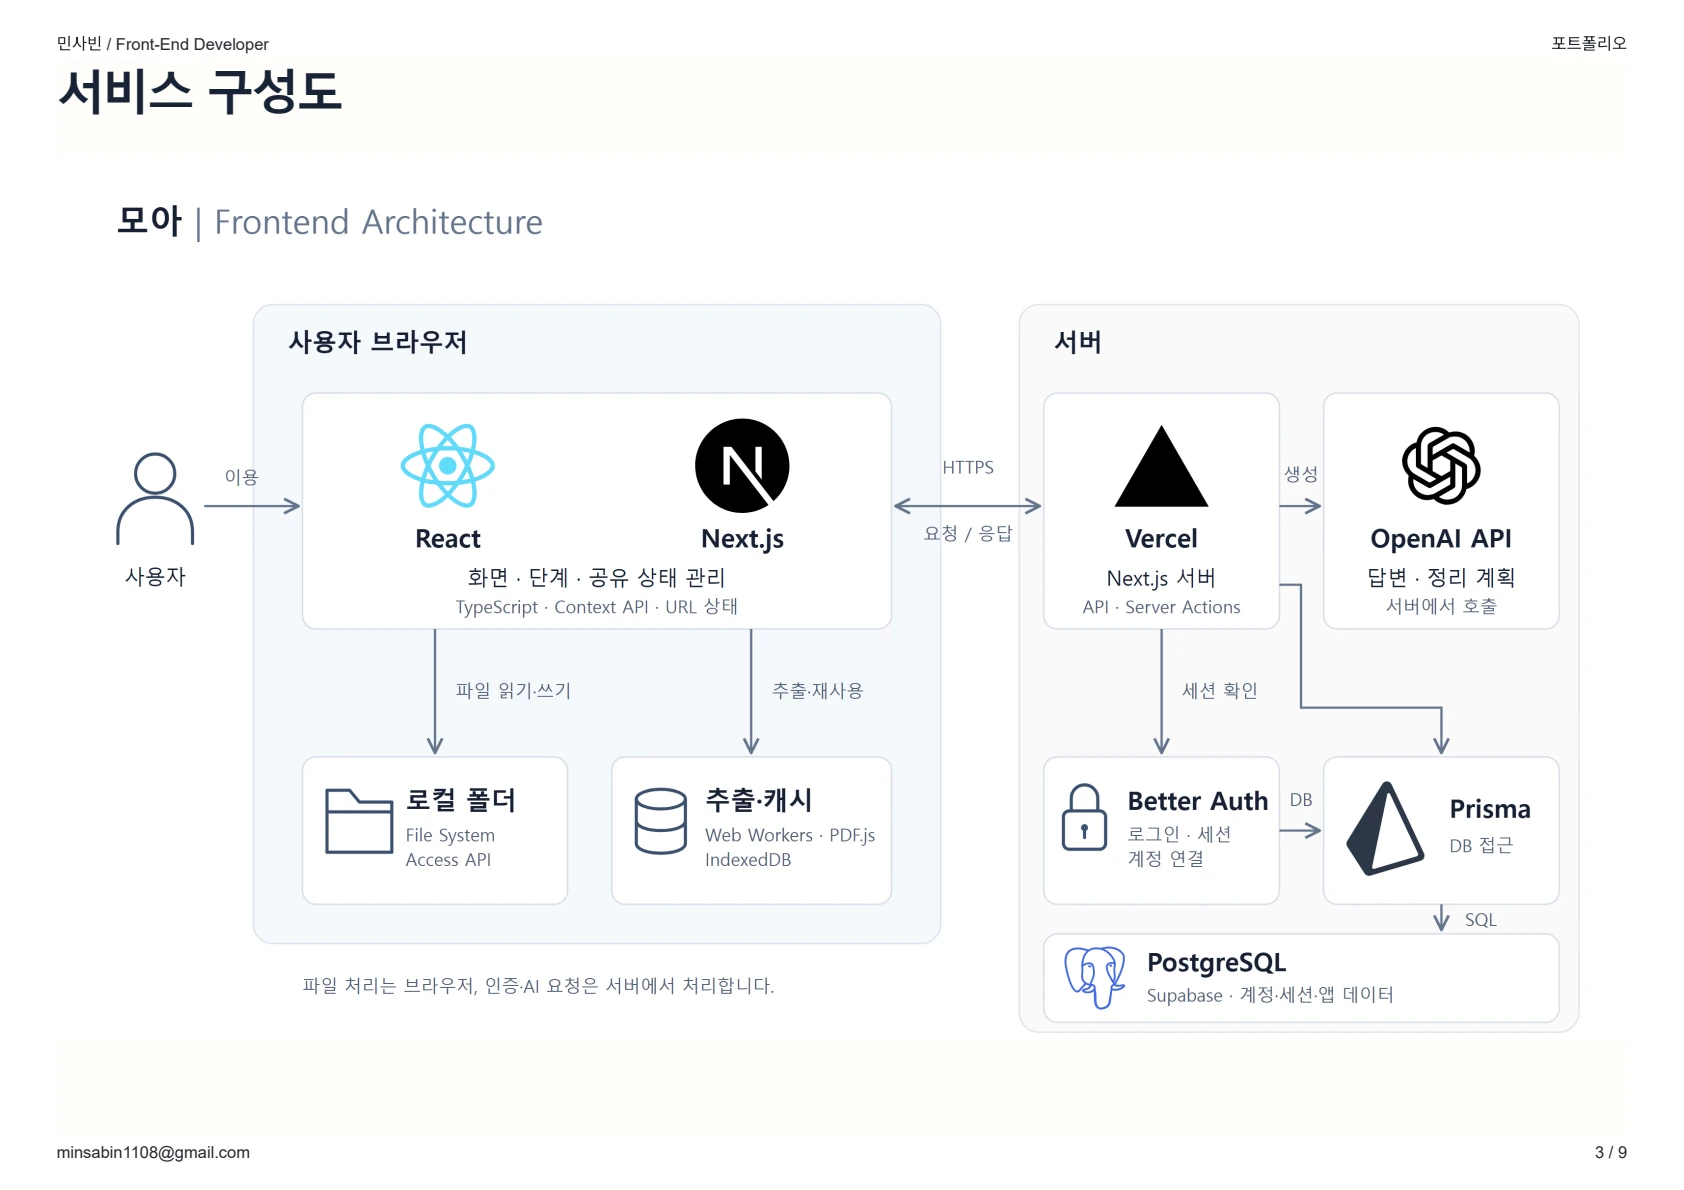 민사빈 / Front-End Developer
포트폴리오
서비스 구성도
모아 | Frontend Architecture
사용자 브라우저
서버
이용
사용자
React
Next.js
화면 · 단계 · 공유 상태 관리
TypeScript · Context API · URL 상태
HTTPS
요청 / 응답
Vercel
Next.js 서버
API · Server Actions
생성
OpenAI API
답변 · 정리 계획
서버에서 호출
파일 읽기·쓰기
추출·재사용
세션 확인
로컬 폴더
File System
Access API
추출·캐시
Web Workers · PDF.js
IndexedDB
Better Auth
로그인 · 세션
계정 연결
DB
Prisma
DB 접근
SQL
PostgreSQL
Supabase · 계정·세션·앱 데이터
파일 처리는 브라우저, 인증·AI 요청은 서버에서 처리합니다.
minsabin1108@gmail.com
3 / 9